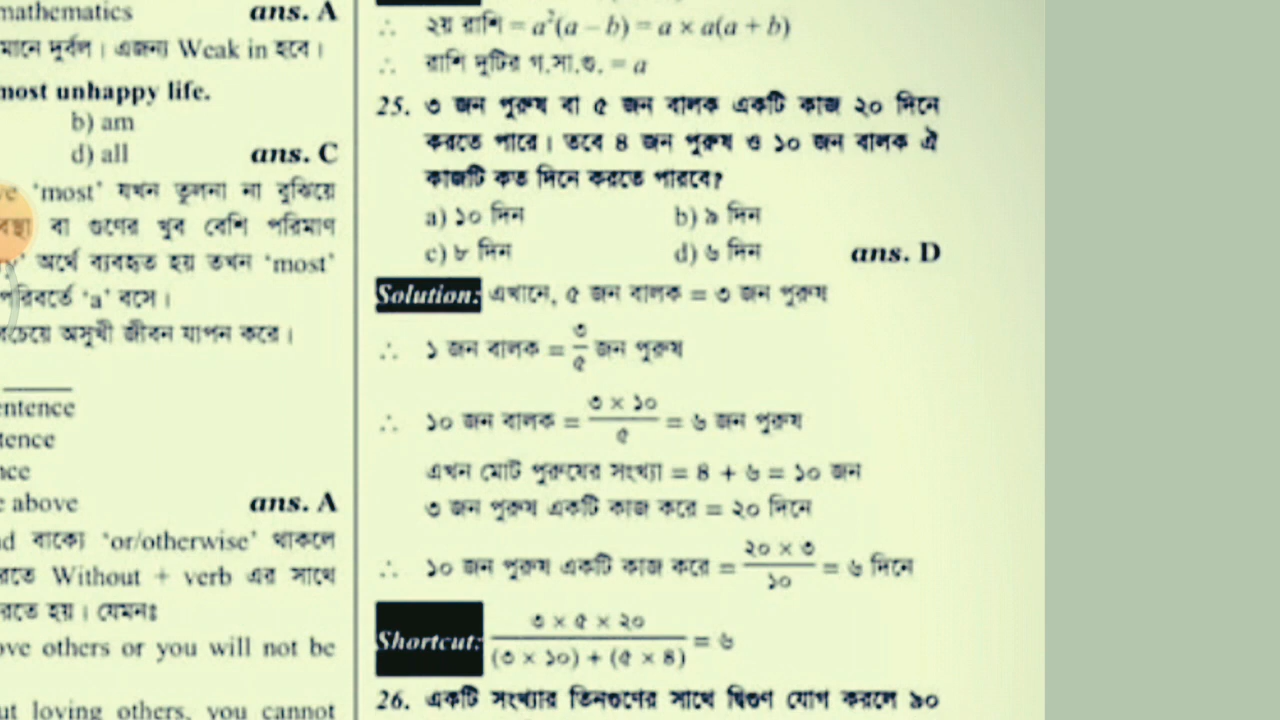 mathematics ans. A
মানে দুর্বল। এজন্য Weak in হবে।
most unhappy life.
b) am
d) all ans. C
‘most’ যখন তুলনা না বুঝিয়ে
বা গুণের খুব বেশি পরিমাণ
অর্থে ব্যবহৃত হয় তখন ‘most’
পরিবর্তে ‘a’ বসে।
অসুখী জীবন যাপন করে।
entence
tence
nce
above ans. A
বাক্যে ‘or/otherwise’ থাকলে
Without + verb এর সাথে
হয়। যেমনঃ
others or you will not be
loving others, you cannot
∴ ২য় রাশি = a²(a – b) = a × a(a + b)
∴ রাশি দুটির গ.সা.গু. = a
25. ৩ জন পুরুষ বা ৫ জন বালক একটি কাজ ২০ দিনে
করতে পারে। তবে ৪ জন পুরুষ ও ১০ জন বালক ঐ
কাজটি কত দিনে করতে পারবে?
a) ১০ দিন b) ৯ দিন
c) ৮ দিন d) ৬ দিন ans. D
Solution: এখানে, ৫ জন বালক = ৩ জন পুরুষ
∴ ১ জন বালক = ৩/৫ জন পুরুষ
∴ ১০ জন বালক = ৩ × ১০/৫ = ৬ জন পুরুষ
এখন মোট পুরুষের সংখ্যা = ৪ + ৬ = ১০ জন
৩ জন পুরুষ একটি কাজ করে = ২০ দিনে
∴ ১০ জন পুরুষ একটি কাজ করে = ২০ × ৩/১০ = ৬ দিনে
Shortcut: ৩ × ৫ × ২০/(৩ × ১০) + (৫ × ৪) = ৬
26. একটি সংখ্যার তিনগুণের সাথে দ্বিগুণ যোগ করলে ৯০